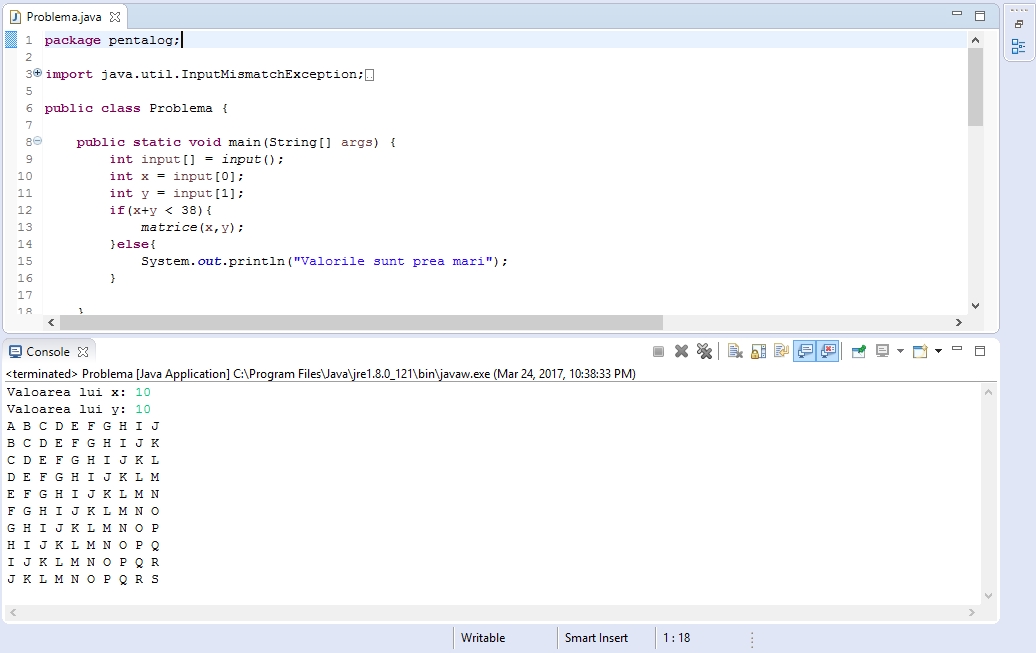 Problema.java
1 package pentalog;
2
3 import java.util.InputMismatchException;
5
6 public class Problema {
7
8 public static void main(String[] args) {
9 int input[] = input();
10 int x = input[0];
11 int y = input[1];
12 if(x+y < 38){
13 matrice(x,y);
14 }else{
15 System.out.println("Valorile sunt prea mari");
16 }
17
18 }
Console
<terminated> Problema [Java Application] C:\Program Files\Java\jre1.8.0_121\bin\javaw.exe (Mar 24, 2017, 10:38:33 PM)
Valoarea lui x: 10
Valoarea lui y: 10
A B C D E F G H I J
B C D E F G H I J K
C D E F G H I J K L
D E F G H I J K L M
E F G H I J K L M N
F G H I J K L M N O
G H I J K L M N O P
H I J K L M N O P Q
I J K L M N O P Q R
J K L M N O P Q R S
Writable Smart Insert 1 : 18